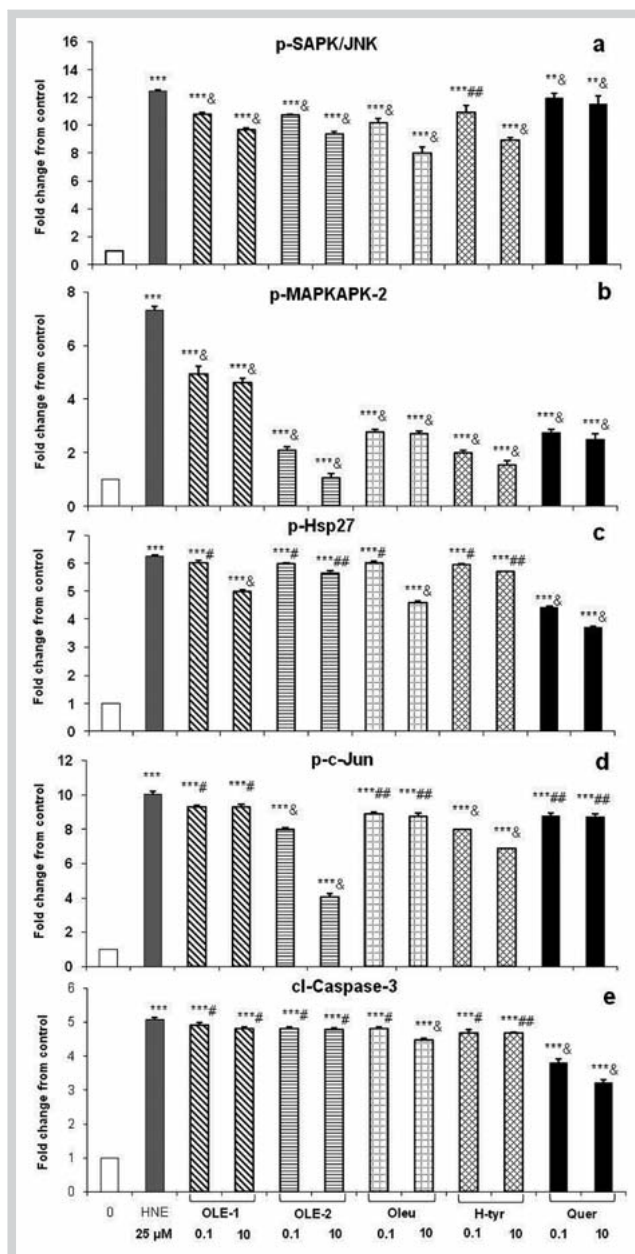 p-SAPK/JNK
a
Fold change from control
16
14
12
10
8
6
4
2
0
*** ***& ***& ***& ***& ***& ***& ***## ***& **& **&
p-MAPKAPK-2
b
Fold change from control
8
6
4
2
0
*** ***& ***& ***& ***& ***& ***& ***& ***& ***& ***&
p-Hsp27
c
Fold change from control
7
6
5
4
3
2
1
0
*** ***# ***& ***# ***## ***# ***& ***# ***## ***& ***&
p-c-Jun
d
Fold change from control
12
10
8
6
4
2
0
*** ***# ***# ***& ***& ***## ***## ***& ***& ***## ***##
cl-Caspase-3
e
Fold change from control
6
5
4
3
2
1
0
*** ***# ***# ***# ***# ***# ***& ***# ***## ***& ***&
0 HNE OLE-1 OLE-2 Oleu H-tyr Quer
25 µM 0.1 10 0.1 10 0.1 10 0.1 10 0.1 10